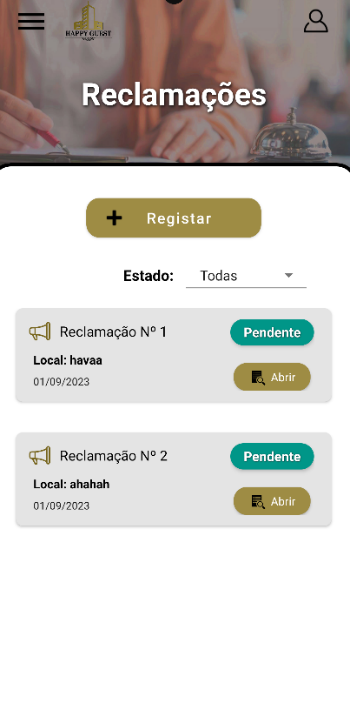 HAPPY GUEST
Reclamações
Registar
Estado: Todas
Reclamação Nº 1
Pendente
Local: havaa
01/09/2023
Abrir
Reclamação Nº 2
Pendente
Local: ahahah
01/09/2023
Abrir